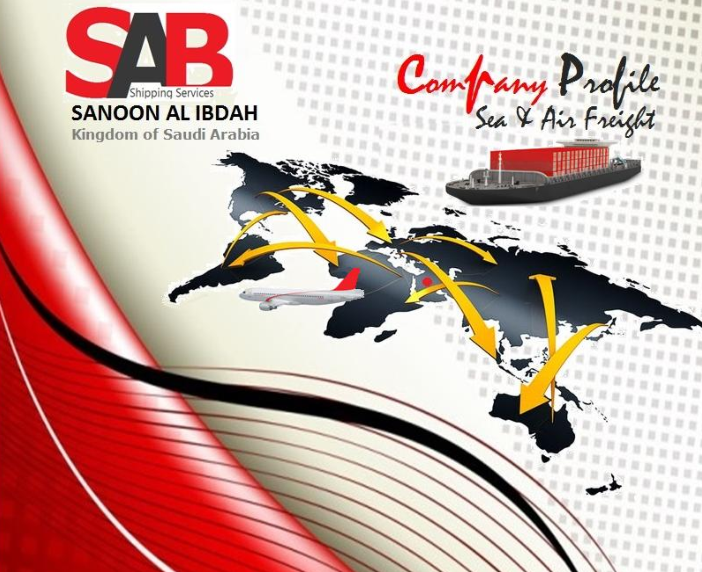 SAB
Shipping Services
SANOON AL IBDAH
Kingdom of Saudi Arabia
Company Profile
Sea & Air Freight